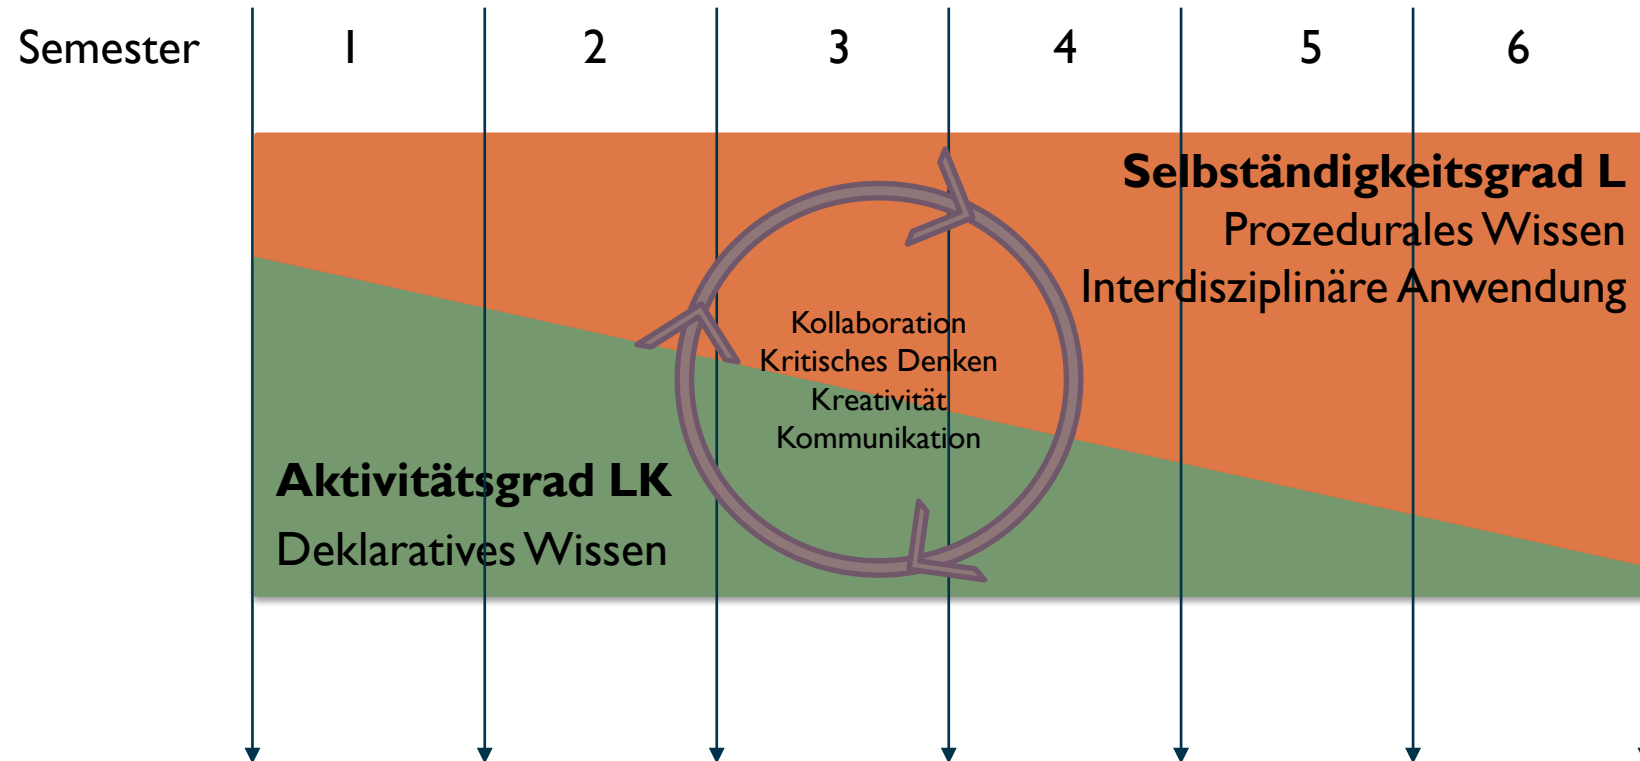 Semester 1 2 3 4 5 6
Selbständigkeitsgrad L
Prozedurales Wissen
Interdisziplinäre Anwendung
Kollaboration
Kritisches Denken
Kreativität
Kommunikation
Aktivitätsgrad LK
Deklaratives Wissen